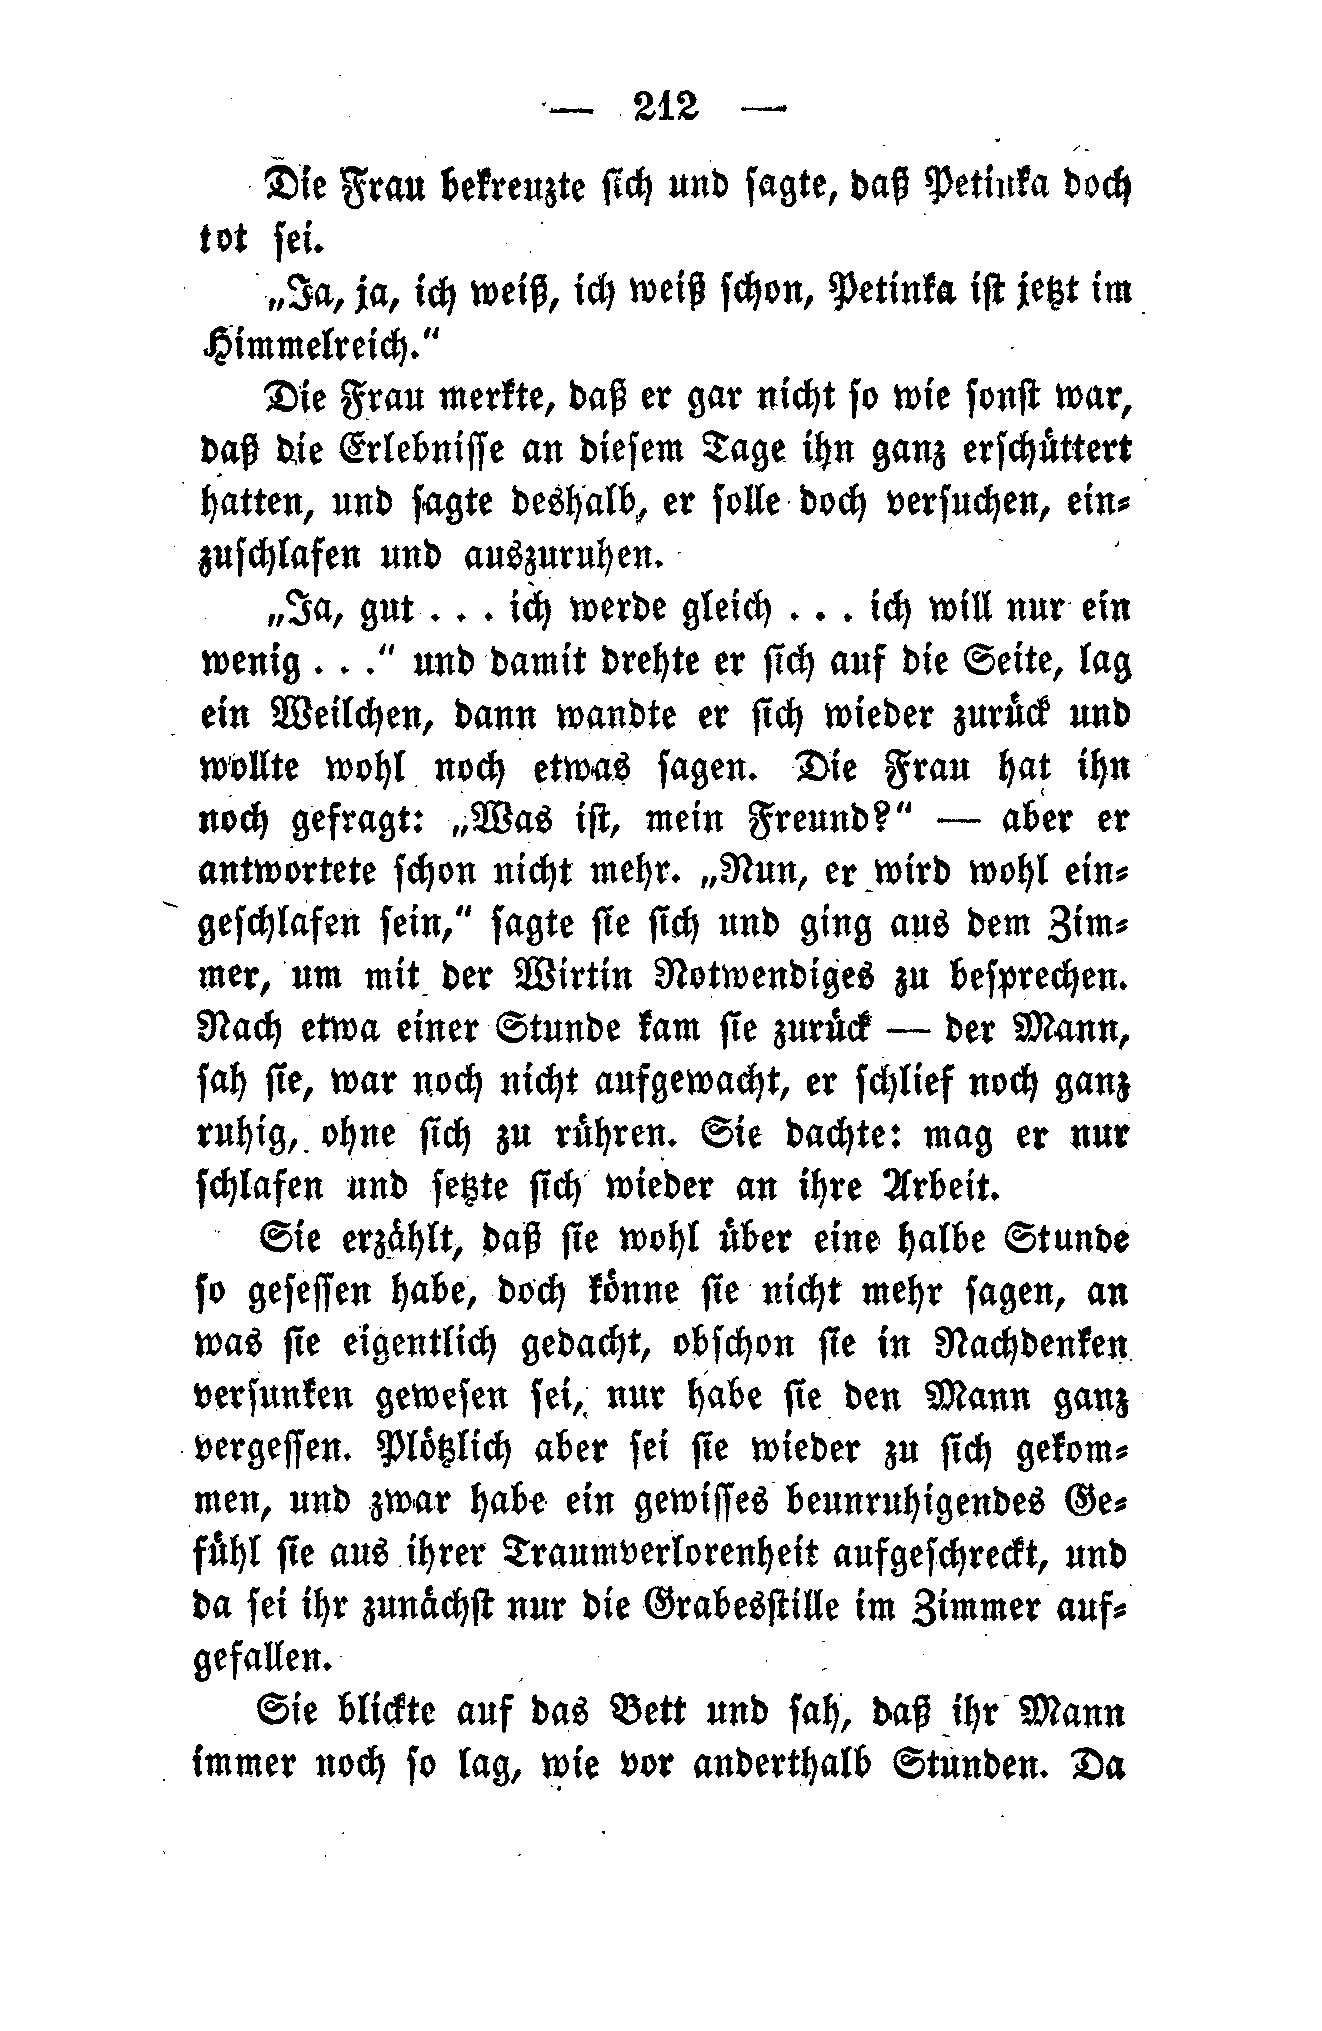 — 212 —
Die Frau bekreuzte sich und sagte, daß Petinka doch
tot sei.
„Ja, ja, ich weiß, ich weiß schon, Petinka ist jetzt im
Himmelreich.“
Die Frau merkte, daß er gar nicht so wie sonst war,
daß die Erlebnisse an diesem Tage ihn ganz erschüttert
hatten, und sagte deshalb, er solle doch versuchen, ein-
zuschlafen und auszuruhen.
„Ja, gut . . . ich werde gleich . . . ich will nur ein
wenig . . .“ und damit drehte er sich auf die Seite, lag
ein Weilchen, dann wandte er sich wieder zurück und
wollte wohl noch etwas sagen. Die Frau hat ihn
noch gefragt: „Was ist, mein Freund?“ — aber er
antwortete schon nicht mehr. „Nun, er wird wohl ein-
geschlafen sein,“ sagte sie sich und ging aus dem Zim-
mer, um mit der Wirtin Notwendiges zu besprechen.
Nach etwa einer Stunde kam sie zurück — der Mann,
sah sie, war noch nicht aufgewacht, er schlief noch ganz
ruhig, ohne sich zu rühren. Sie dachte: mag er nur
schlafen und setzte sich wieder an ihre Arbeit.
Sie erzählt, daß sie wohl über eine halbe Stunde
so gesessen habe, doch könne sie nicht mehr sagen, an
was sie eigentlich gedacht, obschon sie in Nachdenken
versunken gewesen sei, nur habe sie den Mann ganz
vergessen. Plötzlich aber sei sie wieder zu sich gekom-
men, und zwar habe ein gewisses beunruhigendes Ge-
fühl sie aus ihrer Traumverlorenheit aufgeschreckt, und
da sei ihr zunächst nur die Grabesstille im Zimmer auf-
gefallen.
Sie blickte auf das Bett und sah, daß ihr Mann
immer noch so lag, wie vor anderthalb Stunden. Da